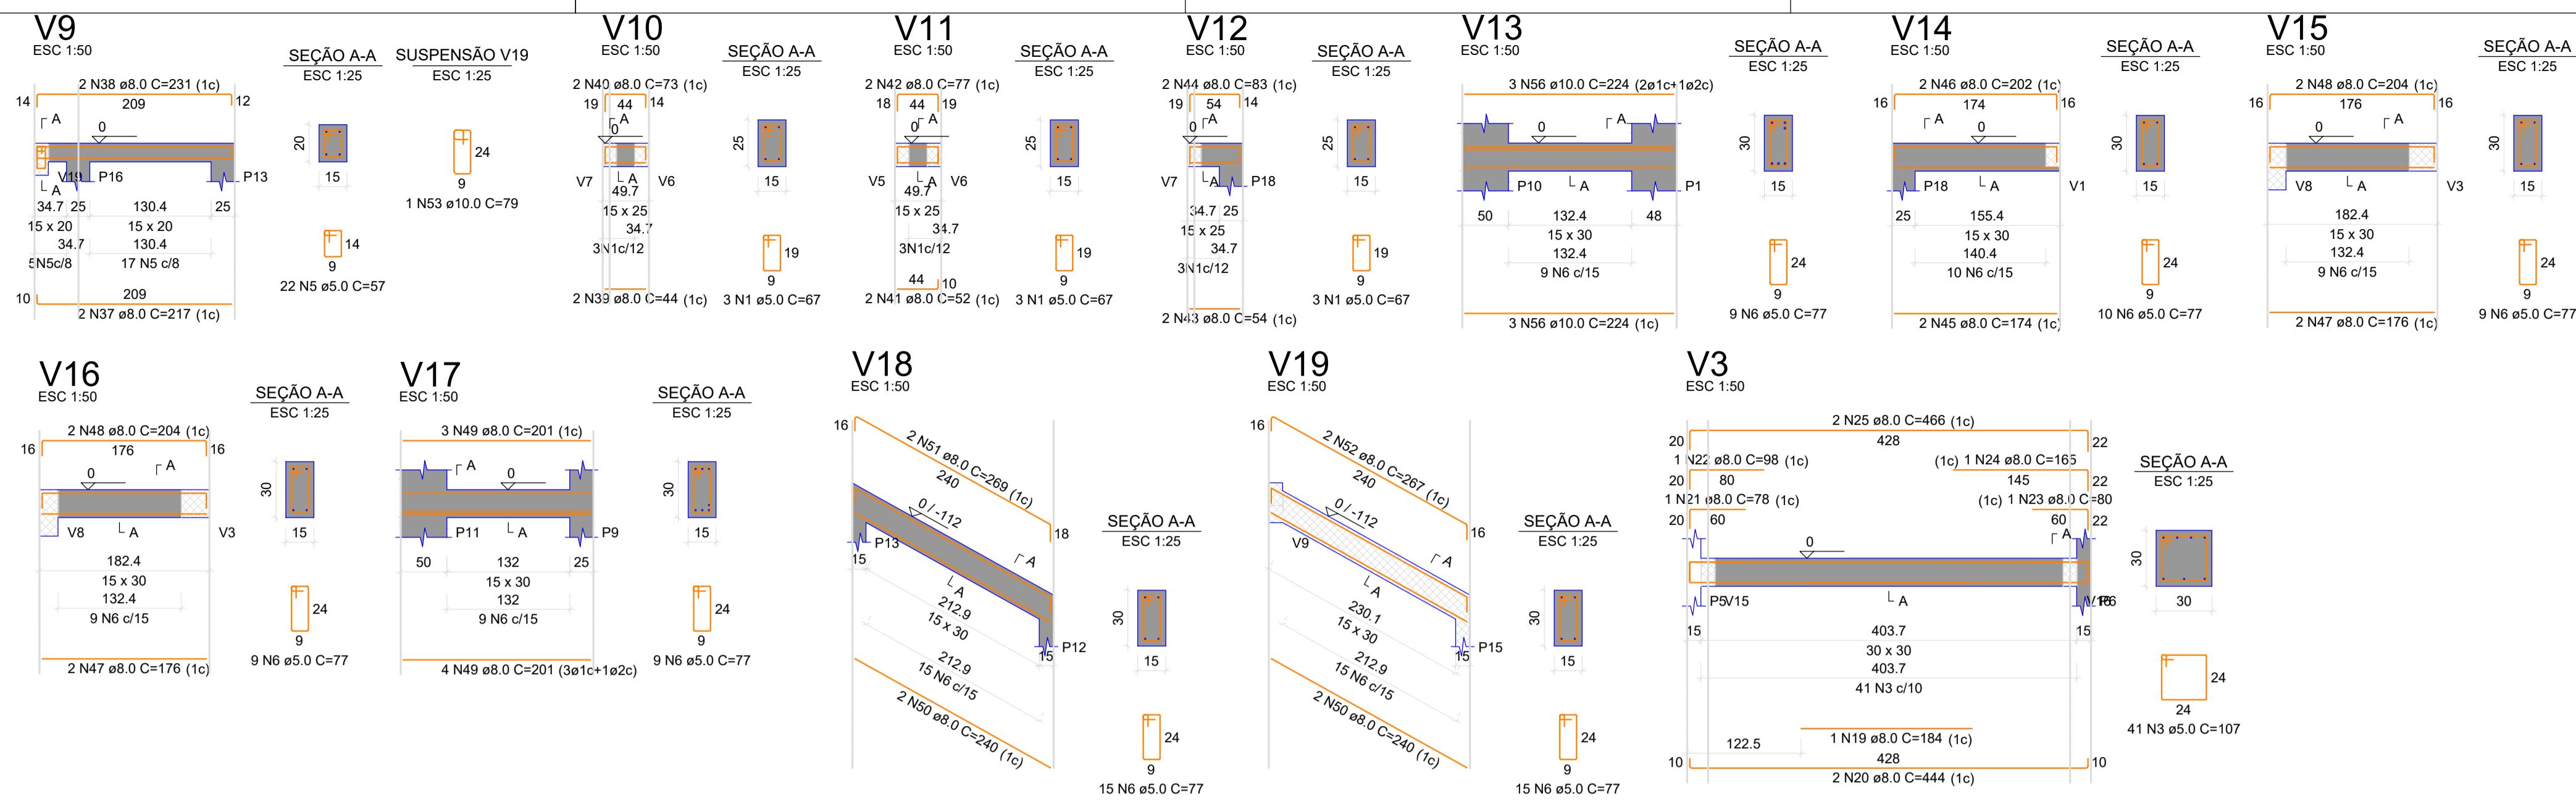 V9
ESC 1:50
SEÇÃO A-A
ESC 1:25
SUSPENSÃO V19
ESC 1:25
2 N38 ø8.0 C=231 (1c)
14
209
12
A
0
V19
P16
P13
A
34.7
25
130.4
25
15 x 20
15 x 20
34.7
130.4
5N5c/8
17 N5 c/8
209
10
2 N37 ø8.0 C=217 (1c)
20
15
14
9
22 N5 ø5.0 C=57
24
9
1 N53 ø10.0 C=79
V10
ESC 1:50
SEÇÃO A-A
ESC 1:25
2 N40 ø8.0 C=73 (1c)
19
44
14
A
0
V7
A
V6
49.7
15 x 25
34.7
3N1c/12
2 N39 ø8.0 C=44 (1c)
25
15
19
9
3 N1 ø5.0 C=67
V11
ESC 1:50
SEÇÃO A-A
ESC 1:25
2 N42 ø8.0 C=77 (1c)
18
44
19
A
0
V5
A
V6
49.7
15 x 25
34.7
3N1c/12
44
10
2 N41 ø8.0 C=52 (1c)
25
15
19
9
3 N1 ø5.0 C=67
V12
ESC 1:50
SEÇÃO A-A
ESC 1:25
2 N44 ø8.0 C=83 (1c)
19
54
14
A
0
V7
A
P18
34.7
25
15 x 25
34.7
3N1c/12
2 N43 ø8.0 C=54 (1c)
25
15
19
9
3 N1 ø5.0 C=67
V13
ESC 1:50
SEÇÃO A-A
ESC 1:25
3 N56 ø10.0 C=224 (2ø1c+1ø2c)
0
A
P10
A
P1
50
132.4
48
15 x 30
132.4
9 N6 c/15
3 N56 ø10.0 C=224 (1c)
30
15
24
9
9 N6 ø5.0 C=77
V14
ESC 1:50
SEÇÃO A-A
ESC 1:25
2 N46 ø8.0 C=202 (1c)
16
174
16
A
0
P18
A
V1
25
155.4
15 x 30
140.4
10 N6 c/15
2 N45 ø8.0 C=174 (1c)
30
15
24
9
10 N6 ø5.0 C=77
V15
ESC 1:50
SEÇÃO A-A
ESC 1:25
2 N48 ø8.0 C=204 (1c)
16
176
16
0
A
V8
A
V3
182.4
15 x 30
132.4
9 N6 c/15
2 N47 ø8.0 C=176 (1c)
30
15
24
9
9 N6 ø5.0 C=77
V16
ESC 1:50
SEÇÃO A-A
ESC 1:25
2 N48 ø8.0 C=204 (1c)
16
176
16
0
A
V8
A
V3
182.4
15 x 30
132.4
9 N6 c/15
2 N47 ø8.0 C=176 (1c)
30
15
24
9
9 N6 ø5.0 C=77
V17
ESC 1:50
SEÇÃO A-A
ESC 1:25
3 N49 ø8.0 C=201 (1c)
A
0
P11
A
P9
50
132
25
15 x 30
132
9 N6 c/15
4 N49 ø8.0 C=201 (3ø1c+1ø2c)
30
15
24
9
9 N6 ø5.0 C=77
V18
ESC 1:50
16
2 N51 ø8.0 C=269 (1c)
240
18
0 / -112
A
P13
15
A
212.9
15 x 30
P12
15
212.9
15 N6 c/15
2 N50 ø8.0 C=240 (1c)
SEÇÃO A-A
ESC 1:25
30
15
24
9
15 N6 ø5.0 C=77
V19
ESC 1:50
16
2 N52 ø8.0 C=267 (1c)
240
16
0 / -112
A
V9
A
230.1
15 x 30
P15
15
212.9
15 N6 c/15
2 N50 ø8.0 C=240 (1c)
SEÇÃO A-A
ESC 1:25
30
15
24
9
15 N6 ø5.0 C=77
V3
ESC 1:50
2 N25 ø8.0 C=466 (1c)
20
428
22
1 N22 ø8.0 C=98 (1c)
(1c) 1 N24 ø8.0 C=165
20
80
145
22
1 N21 ø8.0 C=78 (1c)
(1c) 1 N23 ø8.0 C=80
20
60
60
22
0
A
P5
V15
A
V16
P6
15
403.7
15
30 x 30
403.7
41 N3 c/10
1 N19 ø8.0 C=184 (1c)
122.5
10
428
10
2 N20 ø8.0 C=444 (1c)
SEÇÃO A-A
ESC 1:25
30
30
24
24
41 N3 ø5.0 C=107